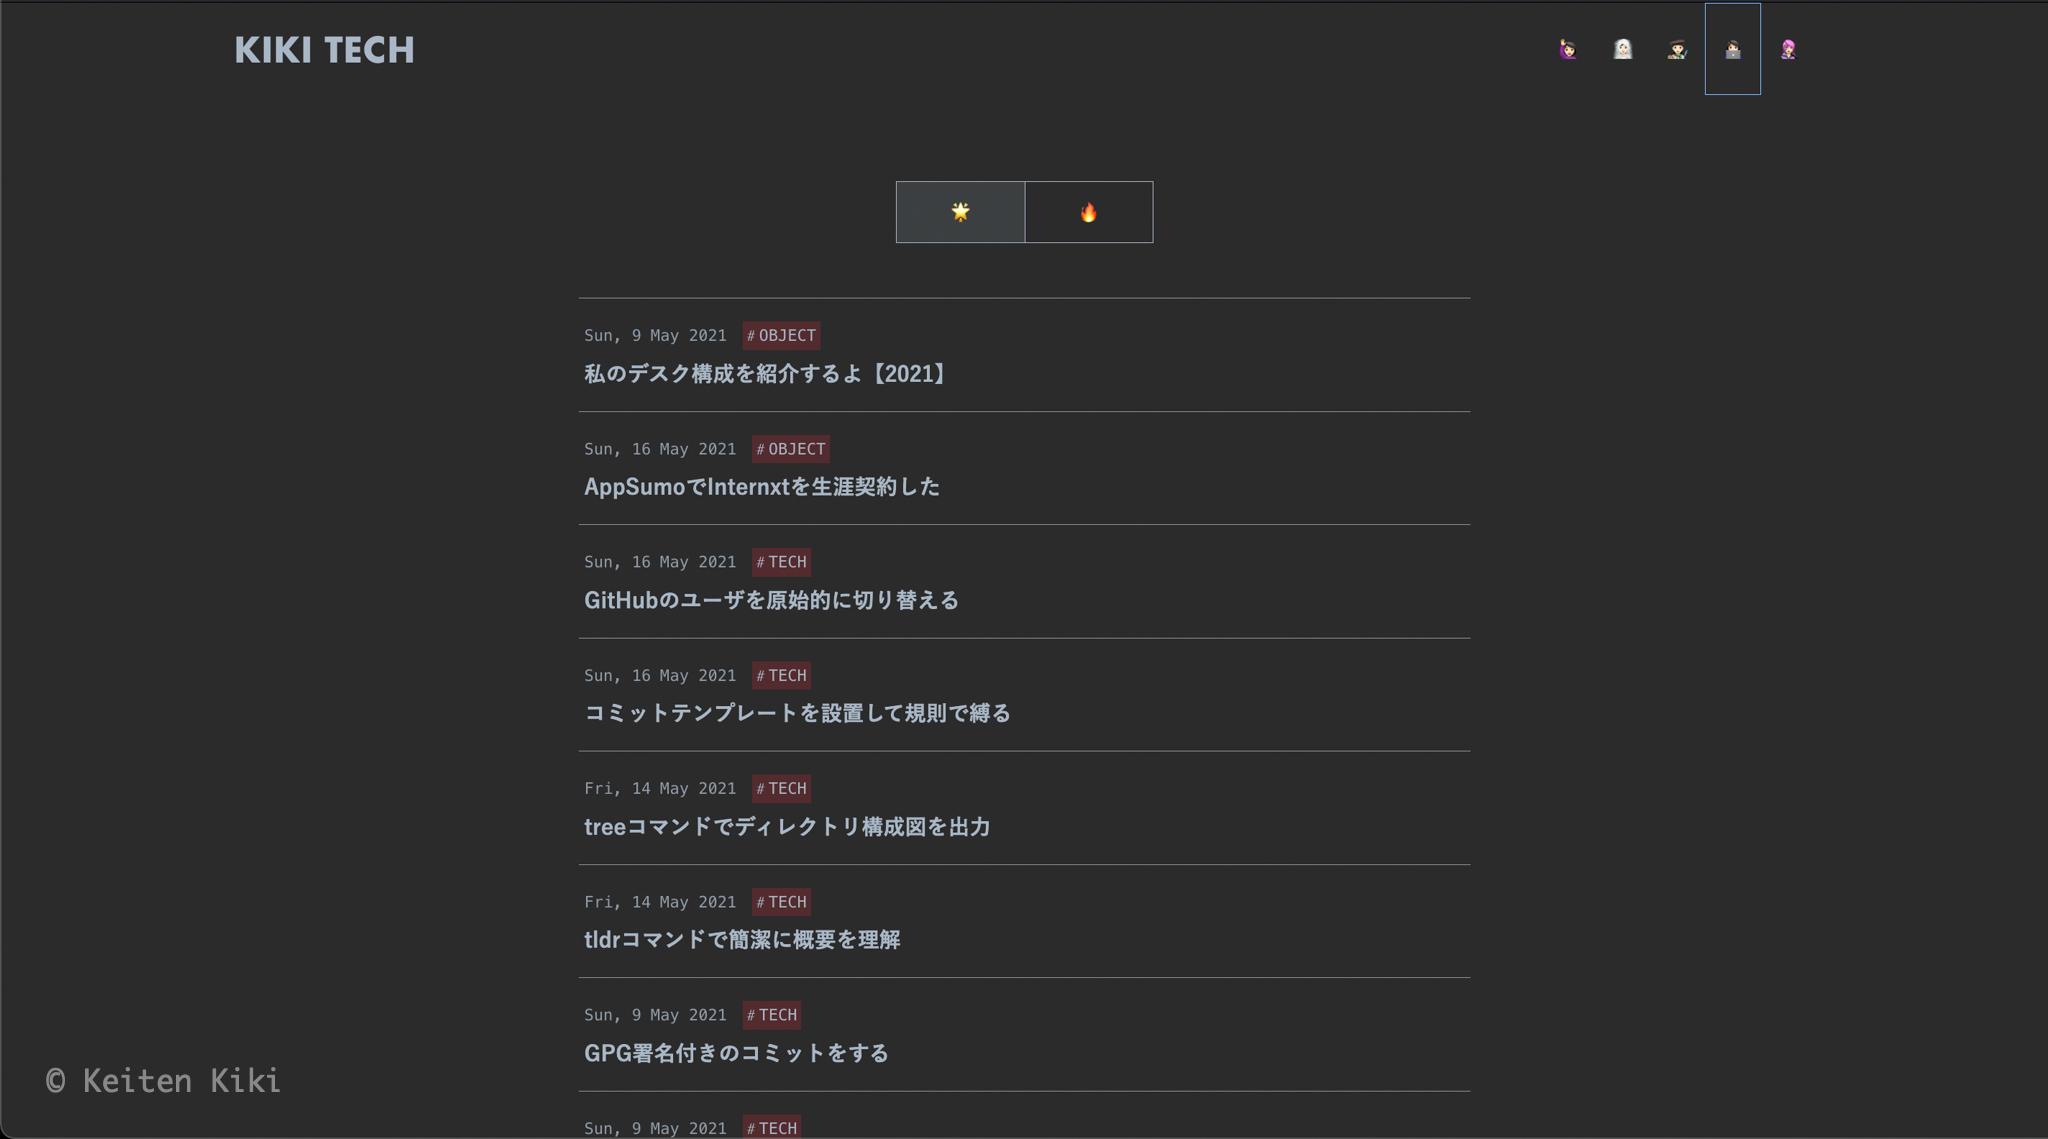 KIKI TECH
Sun, 9 May 2021 #OBJECT
私のデスク構成を紹介するよ【2021】
Sun, 16 May 2021 #OBJECT
AppSumoでInternxtを生涯契約した
Sun, 16 May 2021 #TECH
GitHubのユーザを原始的に切り替える
Sun, 16 May 2021 #TECH
コミットテンプレートを設置して規則で縛る
Fri, 14 May 2021 #TECH
treeコマンドでディレクトリ構成図を出力
Fri, 14 May 2021 #TECH
tldrコマンドで簡潔に概要を理解
Sun, 9 May 2021 #TECH
GPG署名付きのコミットをする
Sun, 9 May 2021 #TECH
© Keiten Kiki